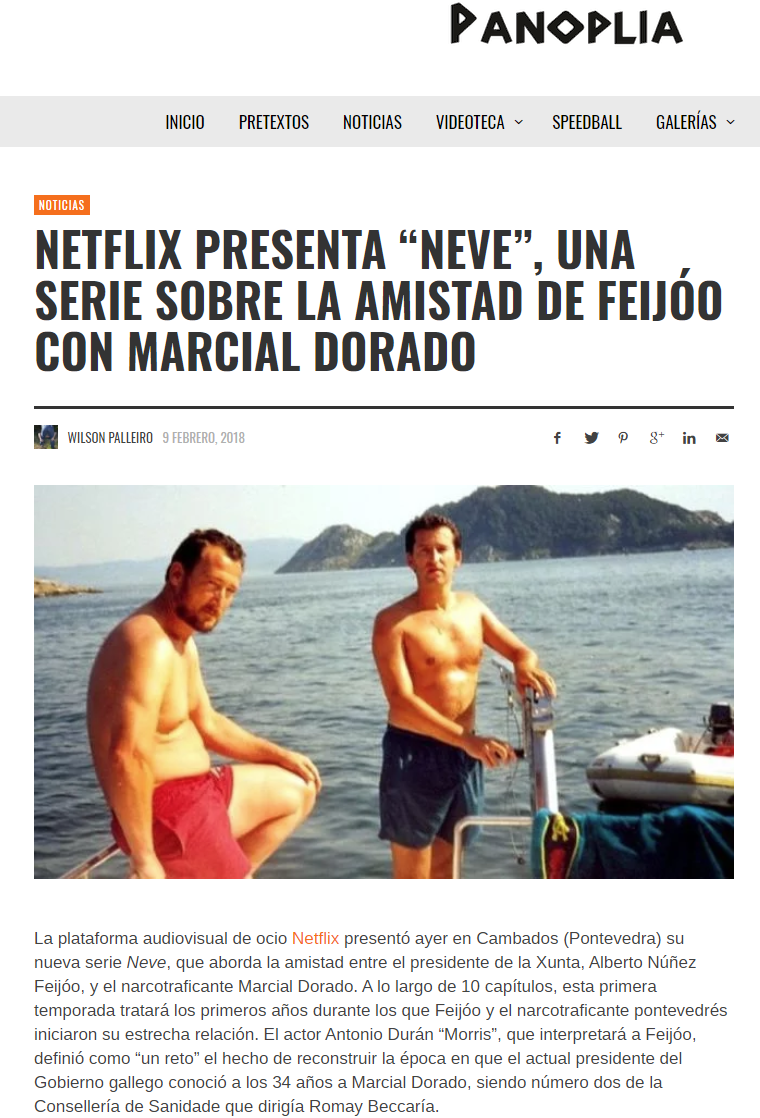 PANOPLIA
INICIO PRETEXTOS NOTICIAS VIDEOTECA SPEEDBALL GALERÍAS
NOTICIAS
NETFLIX PRESENTA “NEVE”, UNA
SERIE SOBRE LA AMISTAD DE FEIJÓO
CON MARCIAL DORADO
WILSON PALLEIRO 9 FEBRERO, 2018
La plataforma audiovisual de ocio Netflix presentó ayer en Cambados (Pontevedra) su
nueva serie Neve, que aborda la amistad entre el presidente de la Xunta, Alberto Núñez
Feijóo, y el narcotraficante Marcial Dorado. A lo largo de 10 capítulos, esta primera
temporada tratará los primeros años durante los que Feijóo y el narcotraficante pontevedrés
iniciaron su estrecha relación. El actor Antonio Durán “Morris”, que interpretará a Feijóo,
definió como “un reto” el hecho de reconstruir la época en que el actual presidente del
Gobierno gallego conoció a los 34 años a Marcial Dorado, siendo número dos de la
Consellería de Sanidade que dirigía Romay Beccaría.